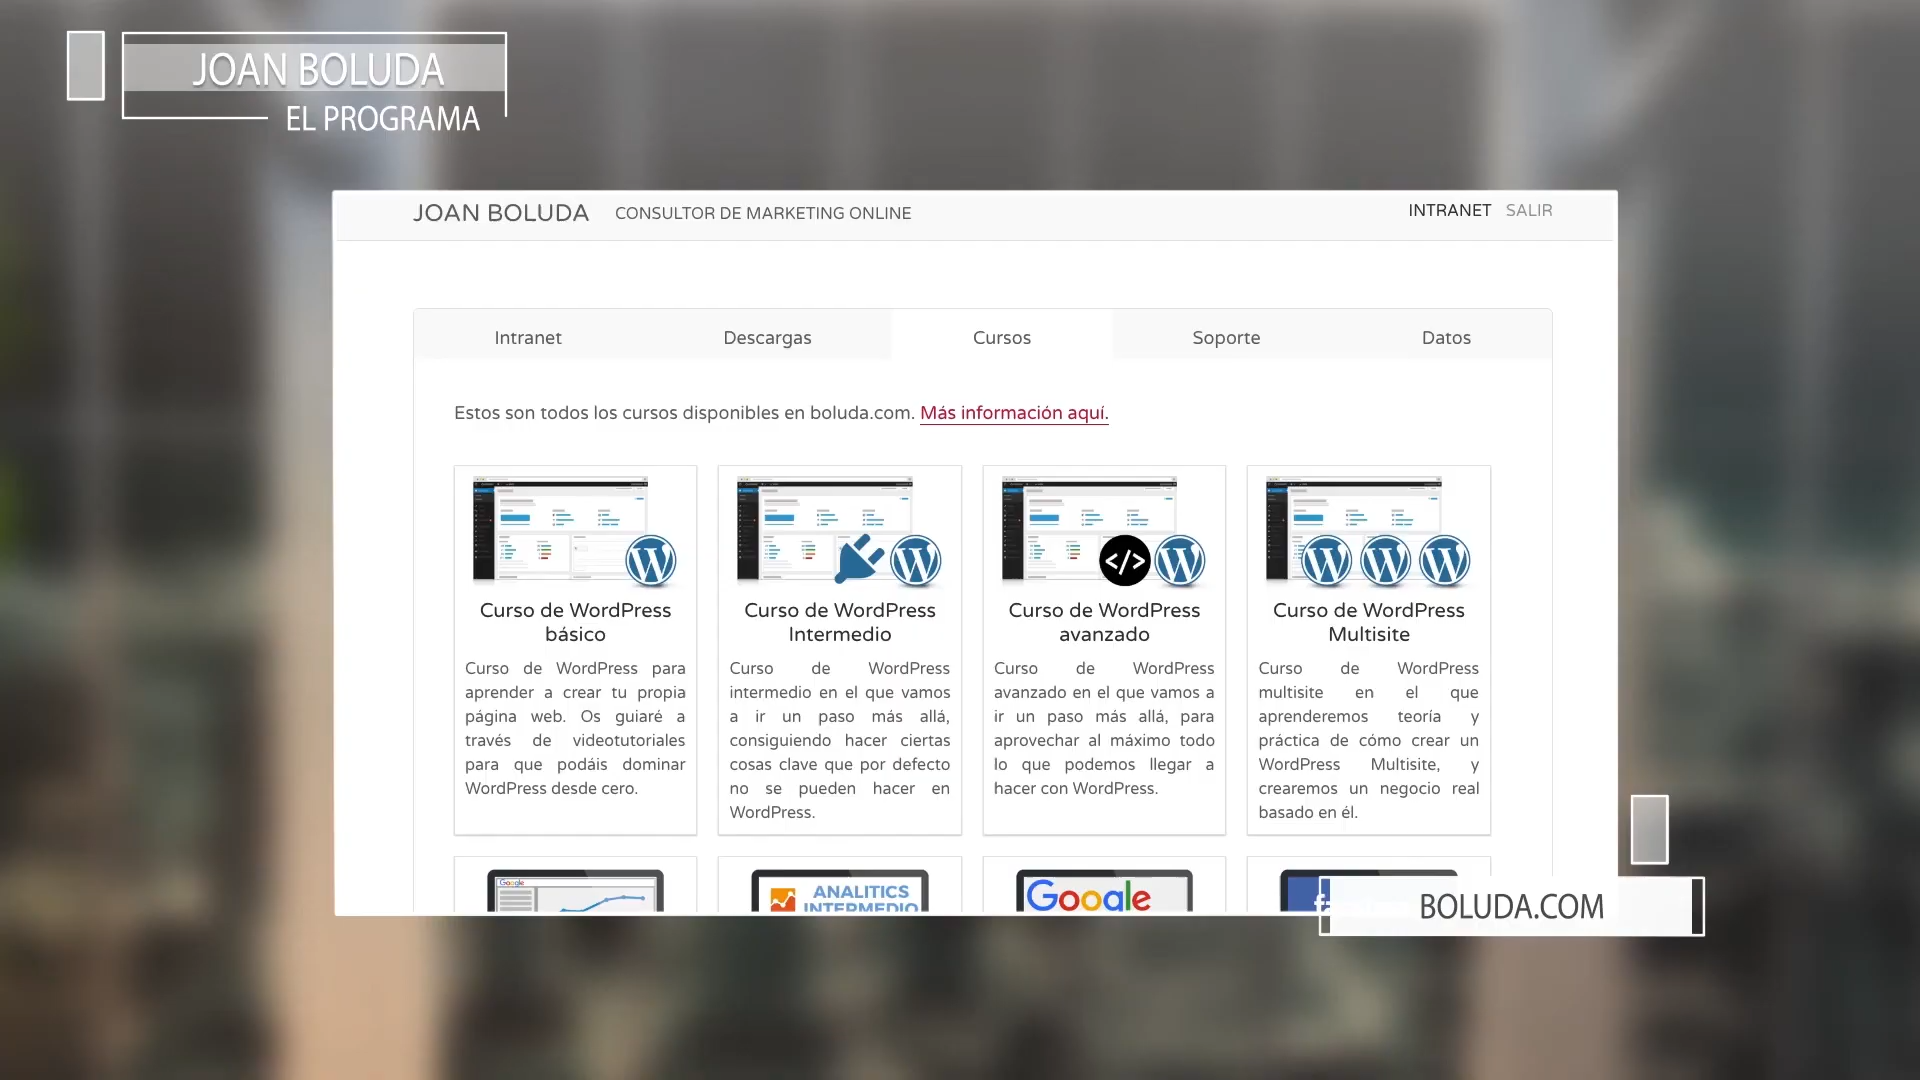 JOAN BOLUDA
EL PROGRAMA
JOAN BOLUDA CONSULTOR DE MARKETING ONLINE INTRANET SALIR
Intranet Descargas Cursos Soporte Datos
Estos son todos los cursos disponibles en boluda.com. Más información aquí.
Curso de WordPress
básico
Curso de WordPress para
aprender a crear tu propia
página web. Os guiaré a
través de videotutoriales
para que podáis dominar
WordPress desde cero.
Curso de WordPress
Intermedio
Curso de WordPress
intermedio en el que vamos
a ir un paso más allá,
consiguiendo hacer ciertas
cosas clave que por defecto
no se pueden hacer en
WordPress.
Curso de WordPress
avanzado
Curso de WordPress
avanzado en el que vamos a
ir un paso más allá, para
aprovechar al máximo todo
lo que podemos llegar a
hacer con WordPress.
Curso de WordPress
Multisite
Curso de WordPress
multisite en el que
aprenderemos teoría y
práctica de cómo crear un
WordPress Multisite, y
crearemos un negocio real
basado en él.
Google
ANALITICS
INTERMEDIO
Google
BOLUDA.COM